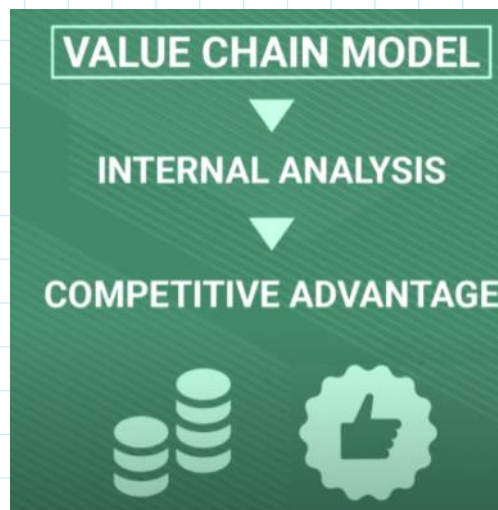 VALUE CHAIN MODEL
INTERNAL ANALYSIS
COMPETITIVE ADVANTAGE